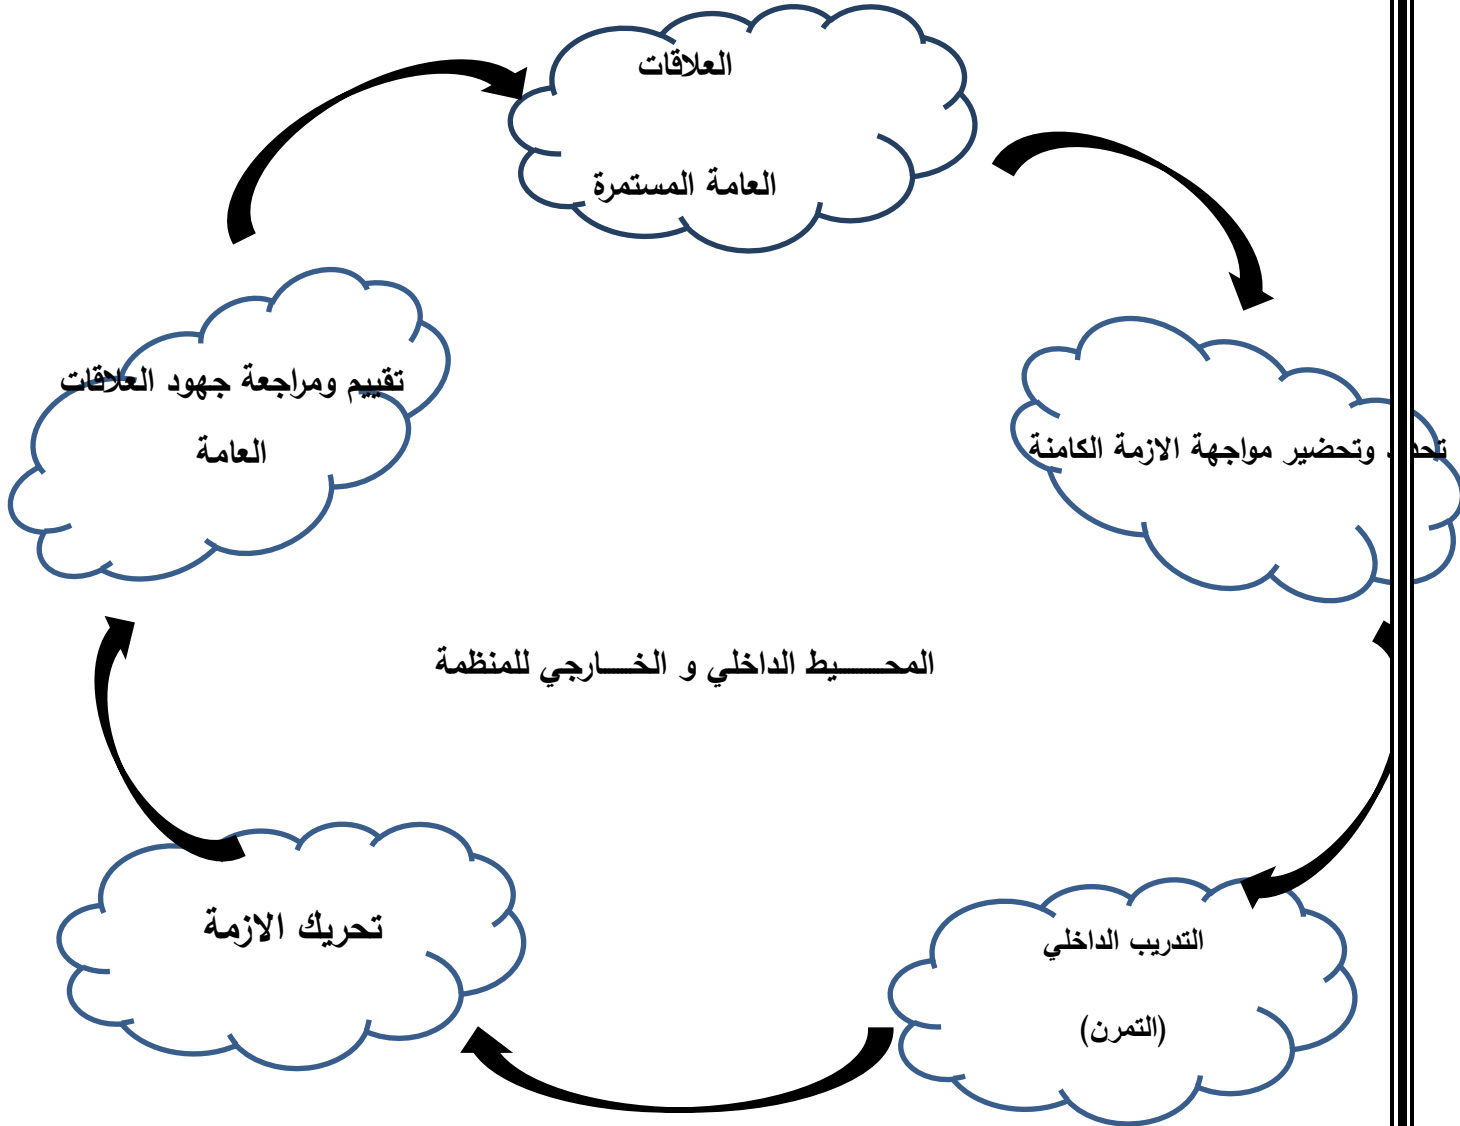 العلاقات
العامة المستمرة
تقييم ومراجعة جهود العلاقات
العامة
وتحضير مواجهة الازمة الكامنة
المحـــــيط الداخلي و الخــــارجي للمنظمة
تحريك الازمة
التدريب الداخلي
(التمرن)